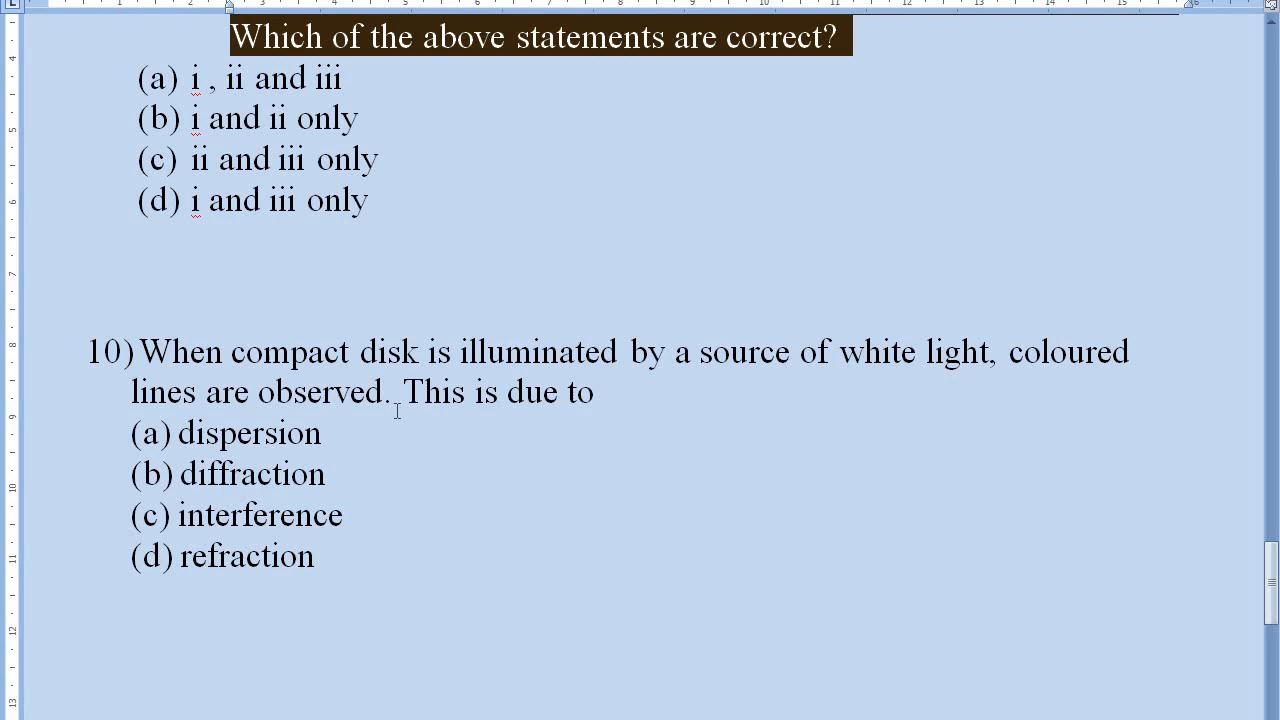 Which of the above statements are correct?
(a) i , ii and iii
(b) i and ii only
(c) ii and iii only
(d) i and iii only
10) When compact disk is illuminated by a source of white light, coloured
lines are observed. This is due to
(a) dispersion
(b) diffraction
(c) interference
(d) refraction